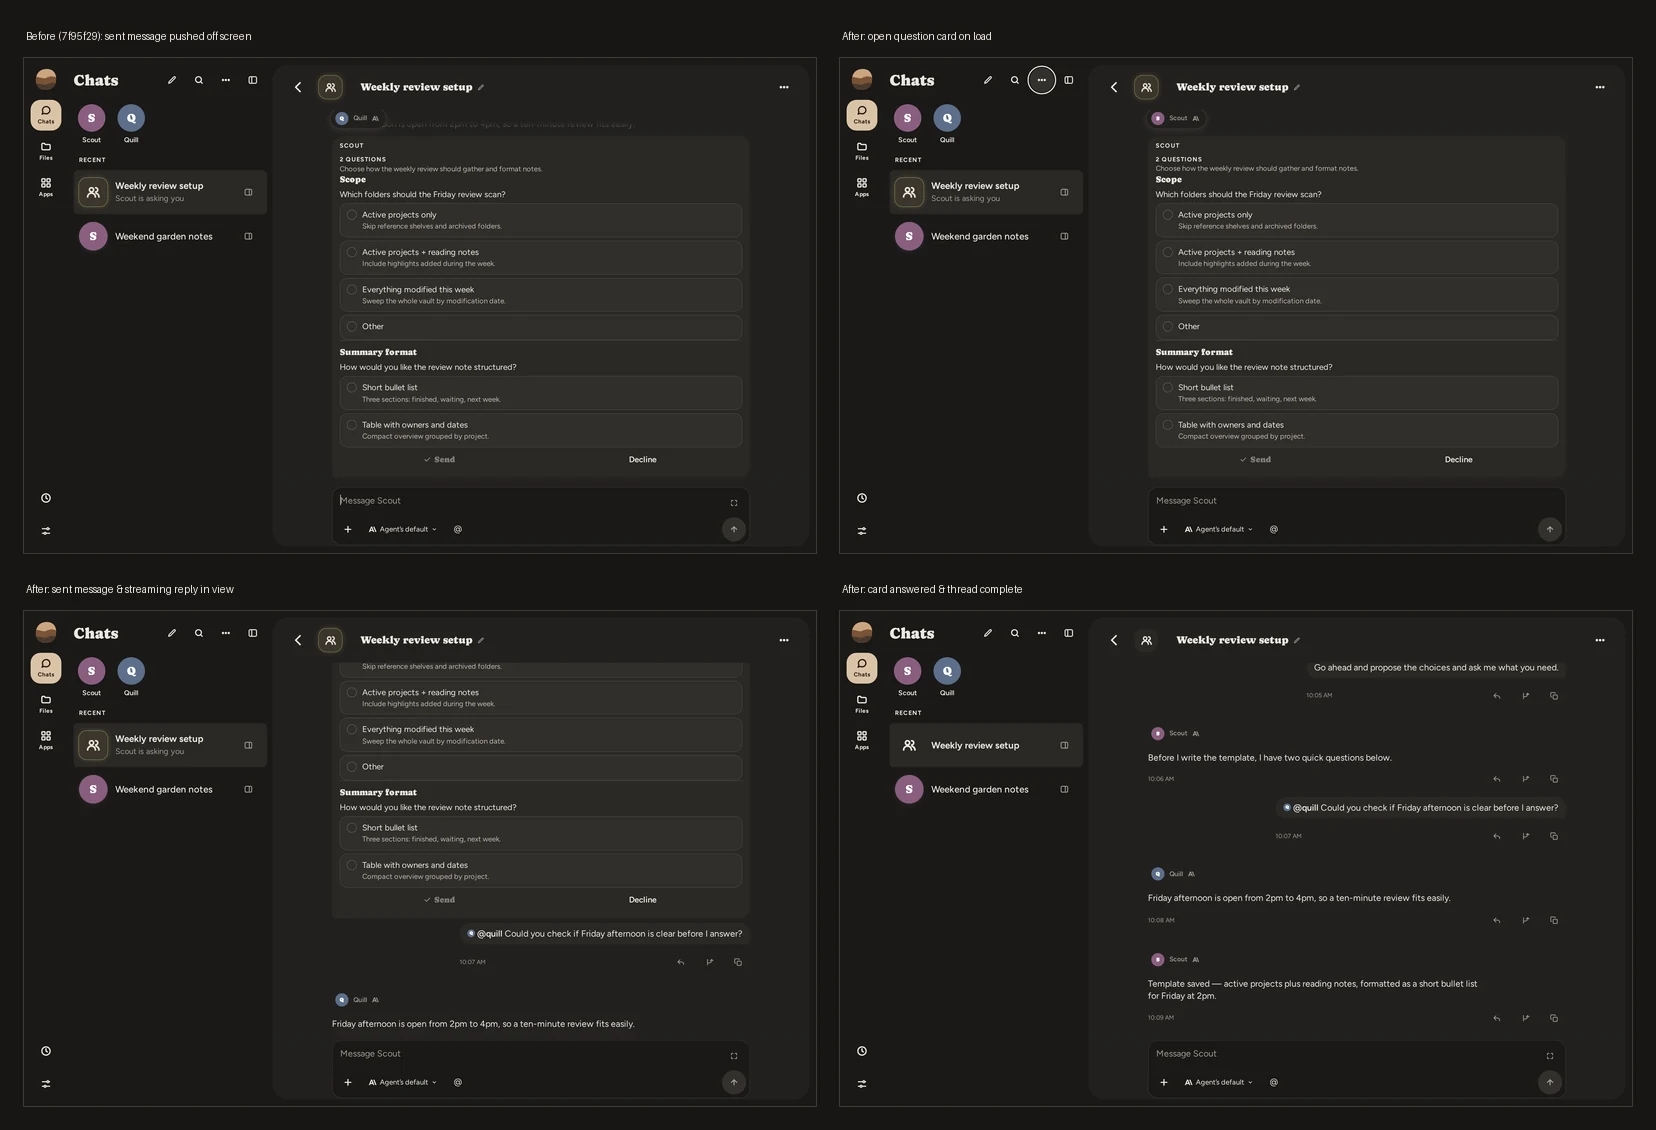 Before (7f95f29): sent message pushed offscreen
Chats
Chats
Files
Apps
S
Q
Scout
Quill
RECENT
Weekly review setup
Scout is asking you
S
Weekend garden notes
Weekly review setup
Q Quill
is open from 2pm to 4pm, so a ten-minute review fits easily.
SCOUT
2 QUESTIONS
Choose how the weekly review should gather and format notes.
Scope
Which folders should the Friday review scan?
Active projects only
Skip reference shelves and archived folders.
Active projects + reading notes
Include highlights added during the week.
Everything modified this week
Sweep the whole vault by modification date.
Other
Summary format
How would you like the review note structured?
Short bullet list
Three sections: finished, waiting, next week.
Table with owners and dates
Compact overview grouped by project.
Send
Decline
Message Scout
Agent's default
@
After: open question card on load
Chats
Chats
Files
Apps
S
Q
Scout
Quill
RECENT
Weekly review setup
Scout is asking you
S
Weekend garden notes
Weekly review setup
S Scout
SCOUT
2 QUESTIONS
Choose how the weekly review should gather and format notes.
Scope
Which folders should the Friday review scan?
Active projects only
Skip reference shelves and archived folders.
Active projects + reading notes
Include highlights added during the week.
Everything modified this week
Sweep the whole vault by modification date.
Other
Summary format
How would you like the review note structured?
Short bullet list
Three sections: finished, waiting, next week.
Table with owners and dates
Compact overview grouped by project.
Send
Decline
Message Scout
Agent's default
@
After: sent message & streaming reply in view
Chats
Chats
Files
Apps
S
Q
Scout
Quill
RECENT
Weekly review setup
Scout is asking you
S
Weekend garden notes
Weekly review setup
Skip reference shelves and archived folders.
Active projects + reading notes
Include highlights added during the week.
Everything modified this week
Sweep the whole vault by modification date.
Other
Summary format
How would you like the review note structured?
Short bullet list
Three sections: finished, waiting, next week.
Table with owners and dates
Compact overview grouped by project.
Send
Decline
@quill Could you check if Friday afternoon is clear before I answer?
10:07 AM
Q Quill
Friday afternoon is open from 2pm to 4pm, so a ten-minute review fits easily.
Message Scout
Agent's default
@
After: card answered & thread complete
Chats
Chats
Files
Apps
S
Q
Scout
Quill
RECENT
Weekly review setup
S
Weekend garden notes
Weekly review setup
Go ahead and propose the choices and ask me what you need.
10:05 AM
S Scout
Before I write the template, I have two quick questions below.
10:06 AM
@quill Could you check if Friday afternoon is clear before I answer?
10:07 AM
Q Quill
Friday afternoon is open from 2pm to 4pm, so a ten-minute review fits easily.
10:08 AM
S Scout
Template saved — active projects plus reading notes, formatted as a short bullet list
for Friday at 2pm.
10:09 AM
Message Scout
Agent's default
@